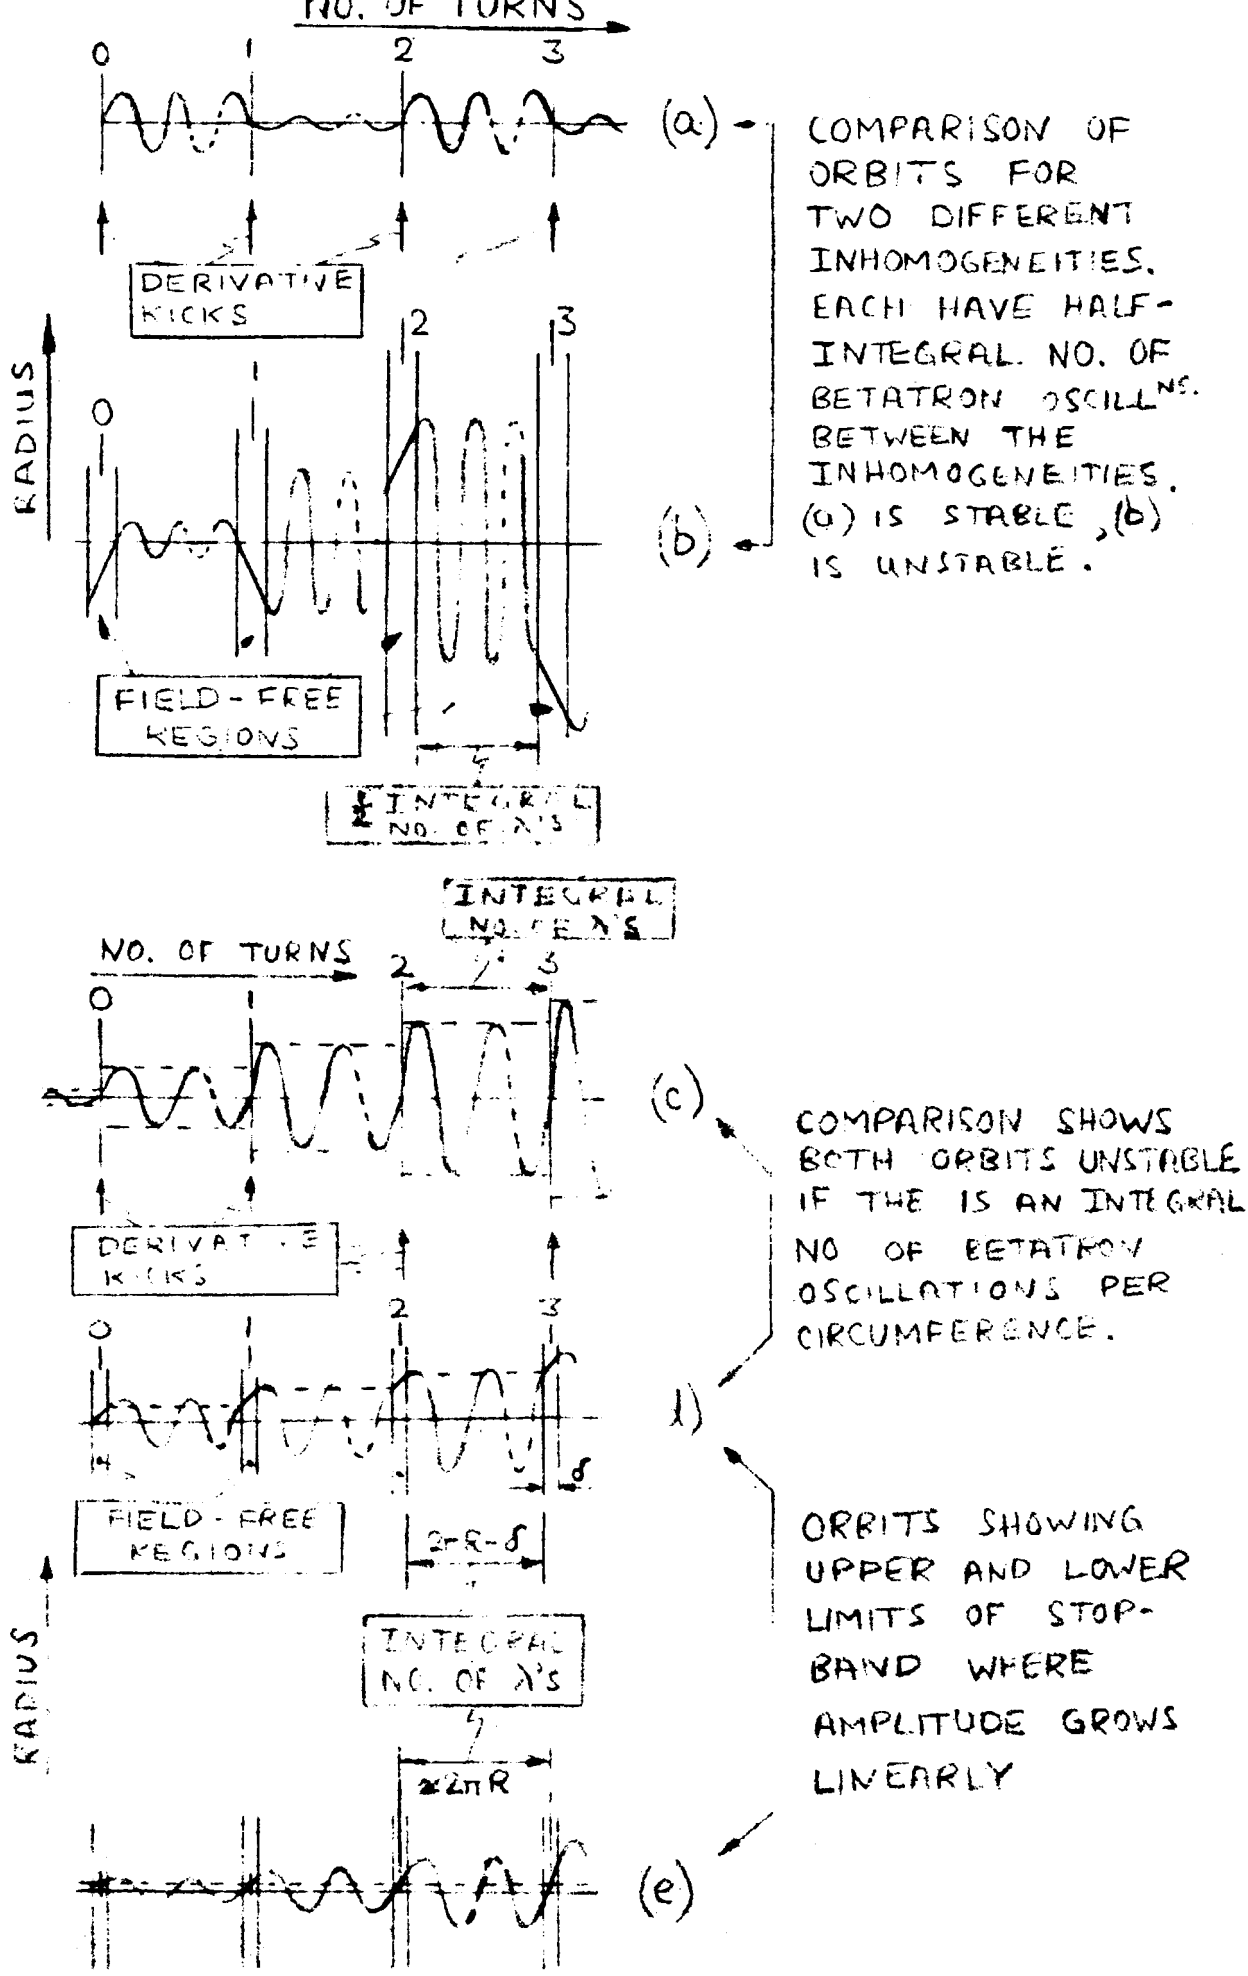 NO. OF TURNS
0 1 2 3
(a)
COMPARISON OF
ORBITS FOR
TWO DIFFERENT
INHOMOGENEITIES.
EACH HAVE HALF-
INTEGRAL NO. OF
BETATRON OSCILLNS.
BETWEEN THE
INHOMOGENEITIES.
(a) IS STABLE, (b)
IS UNSTABLE.
DERIVATIVE
KICKS
RADIUS
0 1 2 3
(b)
FIELD-FREE
REGIONS
½ INTEGRAL
NO. OF λ'S
INTEGRAL
NO. OF λ'S
NO. OF TURNS
0 1 2 3
(c)
COMPARISON SHOWS
BOTH ORBITS UNSTABLE
IF THE IS AN INTEGRAL
NO OF BETATRON
OSCILLATIONS PER
CIRCUMFERENCE.
DERIVATIVE
KICKS
0 1 2 3
δ
FIELD-FREE
REGIONS
ORBITS SHOWING
UPPER AND LOWER
LIMITS OF STOP-
BAND WHERE
AMPLITUDE GROWS
LINEARLY
RADIUS
INTEGRAL
NO. OF λ'S
≈2πR
(e)